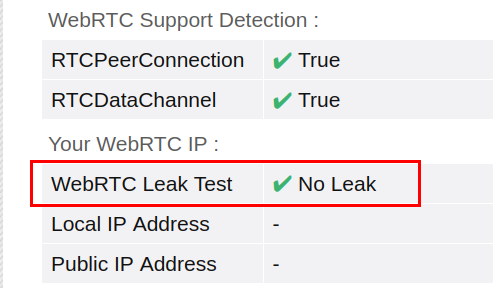 WebRTC Support Detection :
RTCPeerConnection ✔ True
RTCDataChannel ✔ True
Your WebRTC IP :
WebRTC Leak Test ✔ No Leak
Local IP Address -
Public IP Address -